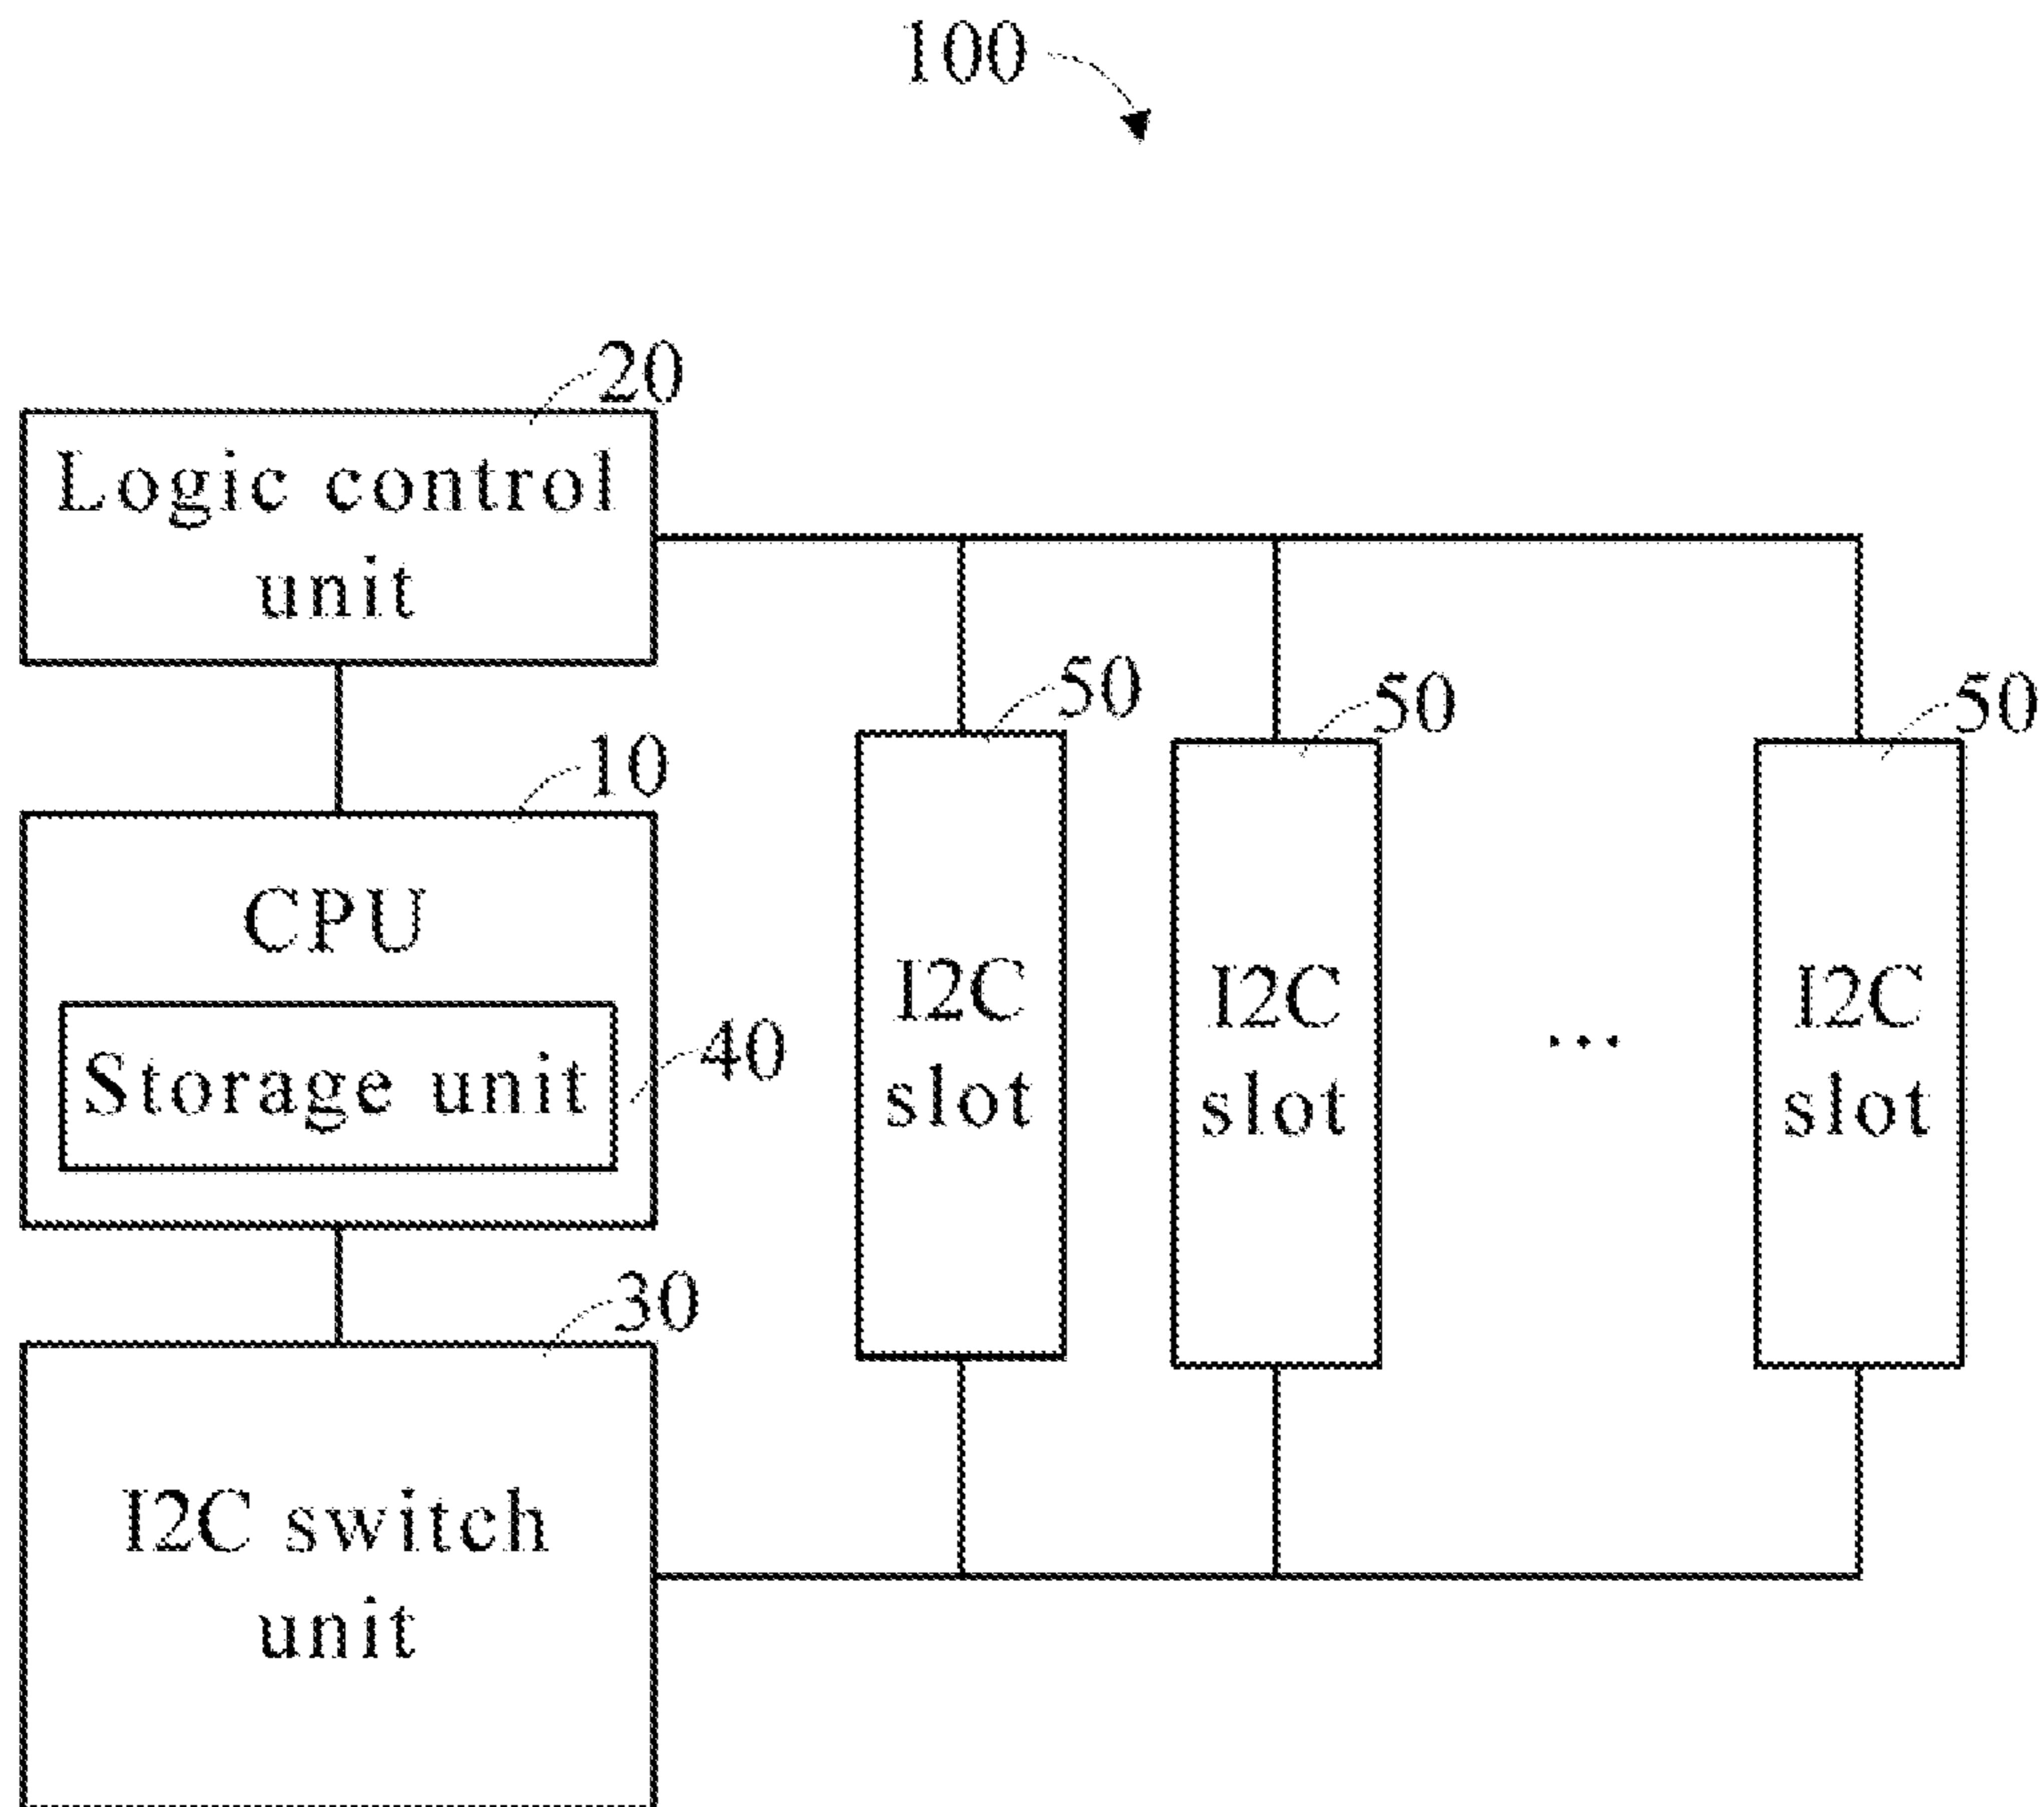 100
20
Logic control
unit
50
50
50
10
CPU
I2C
slot
I2C
slot
...
I2C
slot
Storage unit
40
30
I2C switch
unit